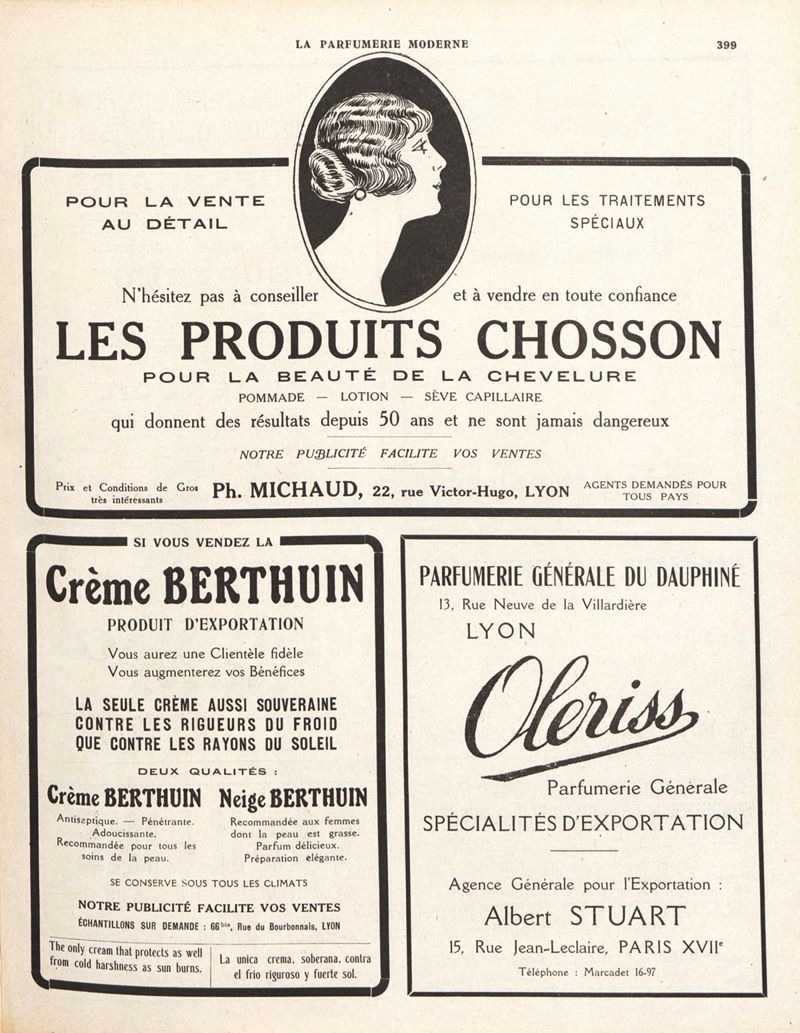 LA PARFUMERIE MODERNE
399
POUR LA VENTE
AU DÉTAIL
POUR LES TRAITEMENTS
SPÉCIAUX
N'hésitez pas à conseiller
et à vendre en toute confiance
LES PRODUITS CHOSSON
POUR LA BEAUTÉ DE LA CHEVELURE
POMMADE — LOTION — SÈVE CAPILLAIRE
qui donnent des résultats depuis 50 ans et ne sont jamais dangereux
NOTRE PUBLICITÉ FACILITE VOS VENTES
Prix et Conditions de Gros
très intéréssants
Ph. MICHAUD, 22, rue Victor-Hugo, LYON
AGENTS DEMANDÉS POUR
TOUS PAYS
SI VOUS VENDEZ LA
Crème BERTHUIN
PRODUIT D'EXPORTATION
Vous aurez une Clientèle fidèle
Vous augmenterez vos Bénéfices
LA SEULE CRÈME AUSSI SOUVERAINE
CONTRE LES RIGUEURS DU FROID
QUE CONTRE LES RAYONS DU SOLEIL
DEUX QUALITÉS :
Crème BERTHUIN
Antiseptique. — Pénétrante.
Adoucissante.
Recommandée pour tous les
soins de la peau.
Neige BERTHUIN
Recommandée aux femmes
dont la peau est grasse.
Parfum délicieux.
Préparation élégante.
SE CONSERVE SOUS TOUS LES CLIMATS
NOTRE PUBLICITÉ FACILITE VOS VENTES
ÉCHANTILLONS SUR DEMANDE : 66bis, Rue du Bourbonnais, LYON
The only cream that protects as well
from cold harshness as sun burns.
La unica crema, soberana, contra
el frio riguroso y fuerte sol.
PARFUMERIE GÉNÉRALE DU DAUPHINÉ
13, Rue Neuve de la Villardière
LYON
Oleriss
Parfumerie Générale
SPÉCIALITÉS D'EXPORTATION
Agence Générale pour l'Exportation :
Albert STUART
15, Rue Jean-Leclaire, PARIS XVIIe
Téléphone : Marcadet 16-97